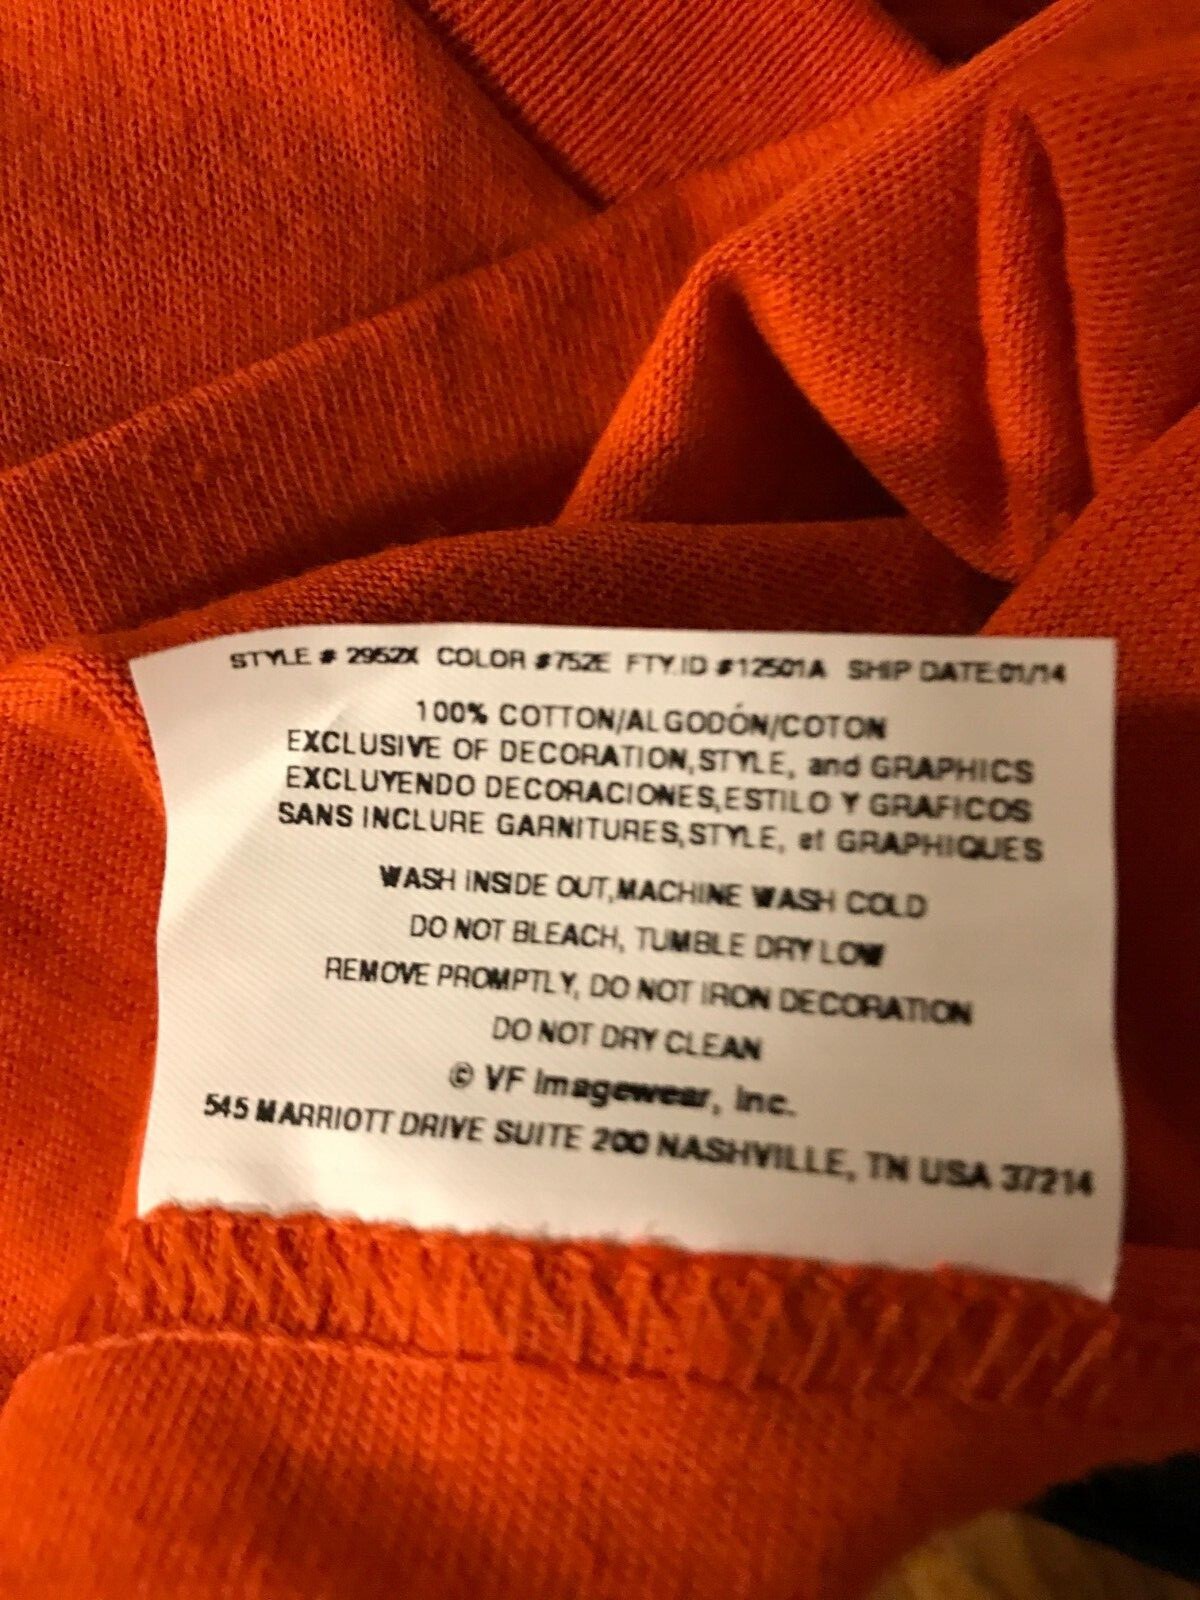 STYLE # 2952X COLOR #752E FTY.ID #12501A SHIP DATE:01/14
100% COTTON/ALGODÓN/COTON
EXCLUSIVE OF DECORATION,STYLE, and GRAPHICS
EXCLUYENDO DECORACIONES,ESTILO Y GRAFICOS
SANS INCLURE GARNITURES,STYLE, et GRAPHIQUES
WASH INSIDE OUT,MACHINE WASH COLD
DO NOT BLEACH, TUMBLE DRY LOW
REMOVE PROMPTLY, DO NOT IRON DECORATION
DO NOT DRY CLEAN
© VF Imagewear, Inc.
545 MARRIOTT DRIVE SUITE 200 NASHVILLE, TN USA 37214